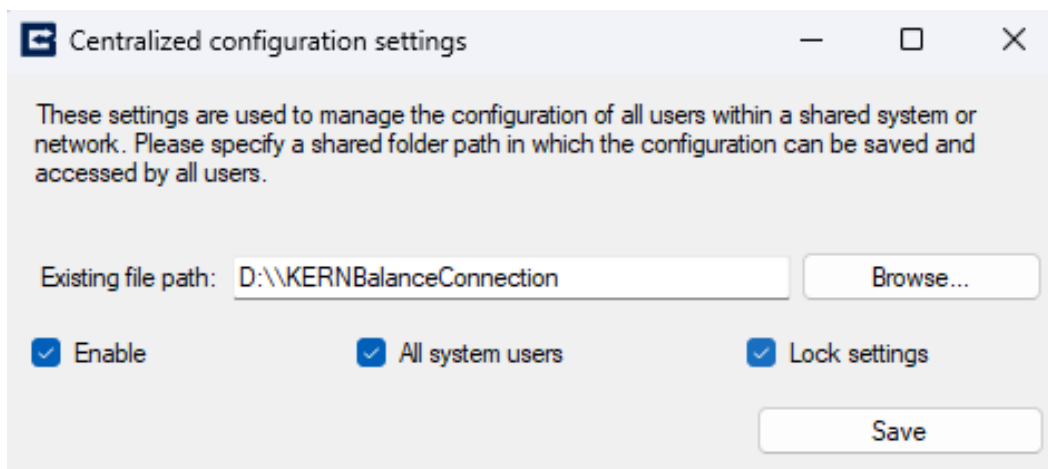 Centralized configuration settings
These settings are used to manage the configuration of all users within a shared system or
network. Please specify a shared folder path in which the configuration can be saved and
accessed by all users.
Existing file path: D:\\KERNBalanceConnection Browse...
Enable All system users Lock settings
Save